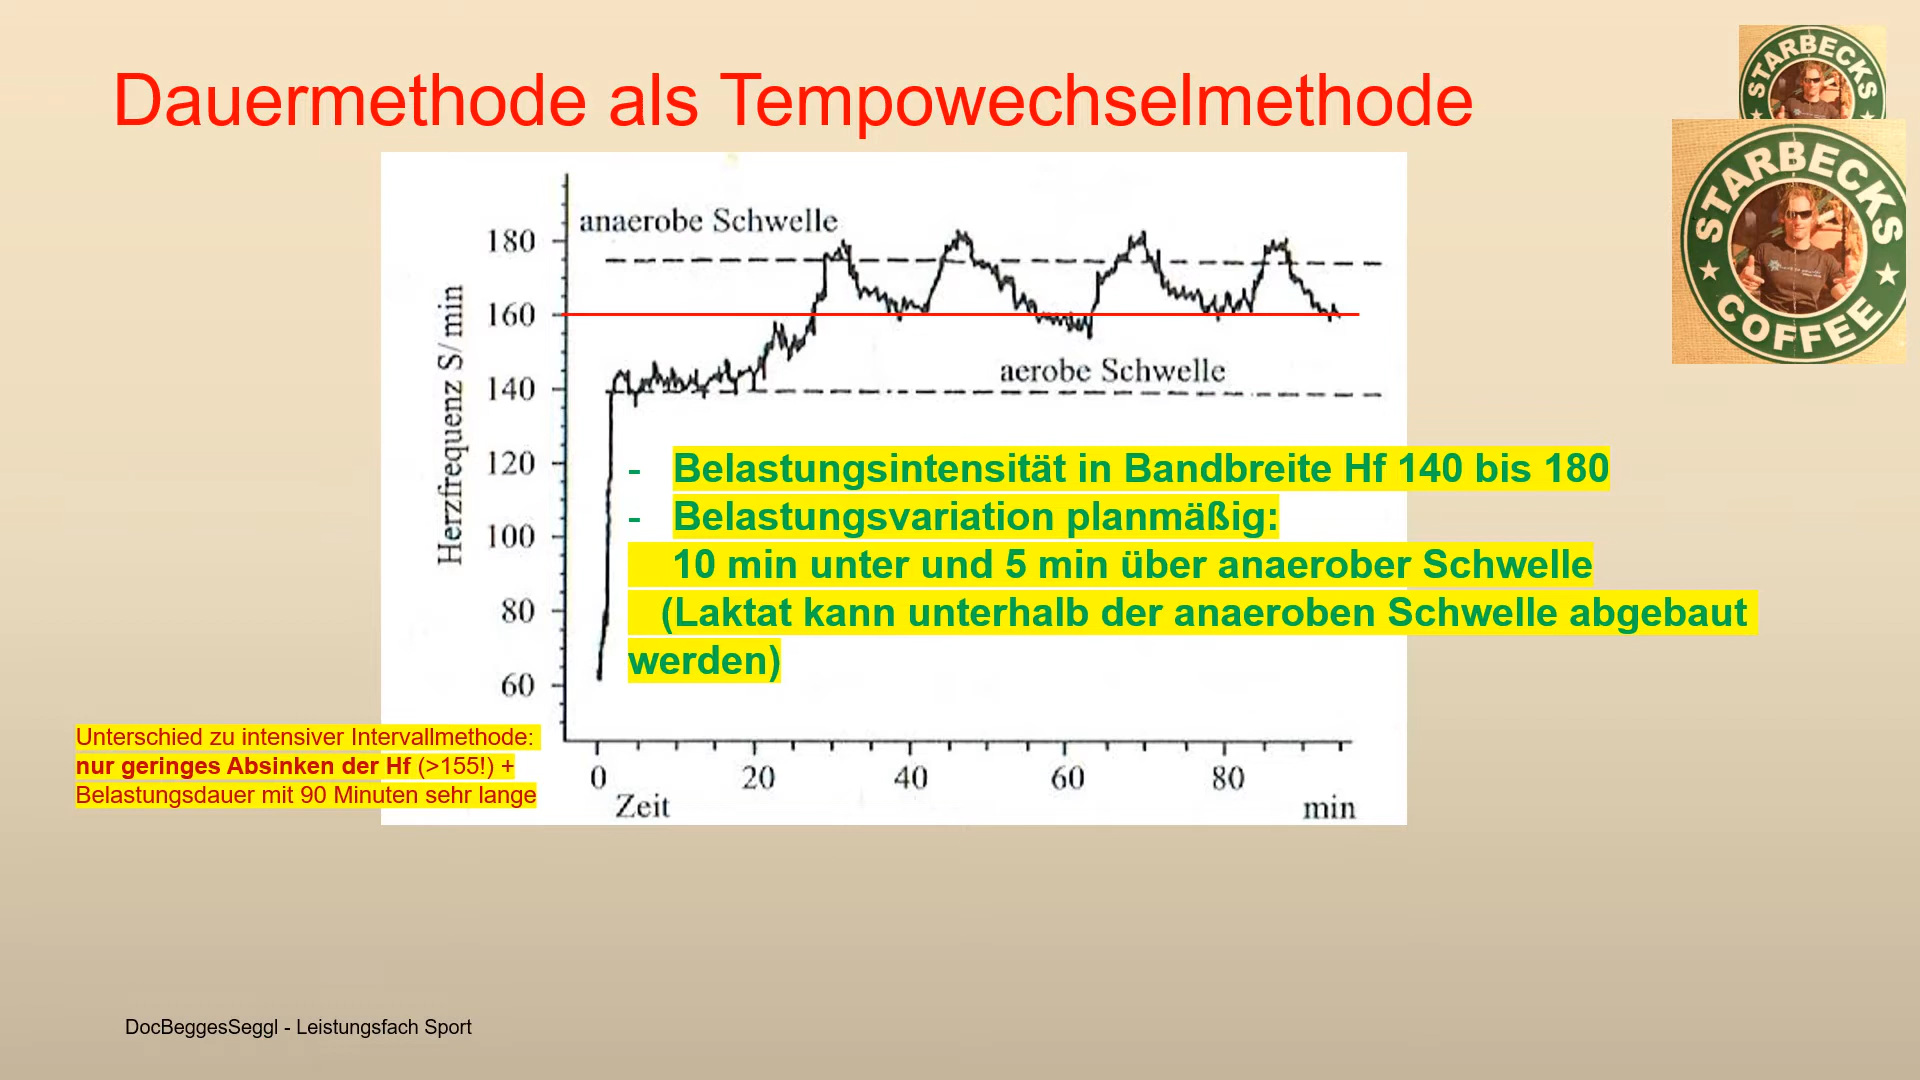 Dauermethode als Tempowechselmethode
STARBECKS
STARBECKS
COFFEE
anaerobe Schwelle
180
160
140
120
100
80
60
Herzfrequenz S/min
aerobe Schwelle
- Belastungsintensität in Bandbreite Hf 140 bis 180
- Belastungsvariation planmäßig:
10 min unter und 5 min über anaerober Schwelle
(Laktat kann unterhalb der anaeroben Schwelle abgebaut
werden)
Unterschied zu intensiver Intervallmethode:
nur geringes Absinken der Hf (>155!) +
Belastungsdauer mit 90 Minuten sehr lange
0 20 40 60 80
Zeit min
DocBeggesSeggl - Leistungsfach Sport